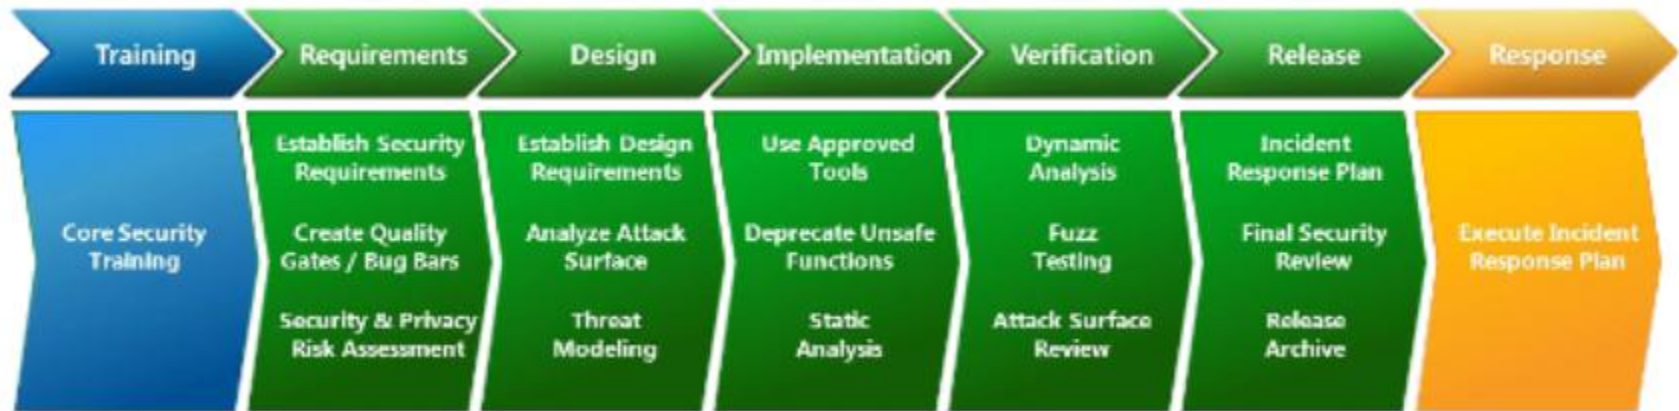 Training
Requirements
Design
Implementation
Verification
Release
Response
Core Security
Training
Establish Security
Requirements
Create Quality
Gates / Bug Bars
Security & Privacy
Risk Assessment
Establish Design
Requirements
Analyze Attack
Surface
Threat
Modeling
Use Approved
Tools
Deprecate Unsafe
Functions
Static
Analysis
Dynamic
Analysis
Fuzz
Testing
Attack Surface
Review
Incident
Response Plan
Final Security
Review
Release
Archive
Execute Incident
Response Plan